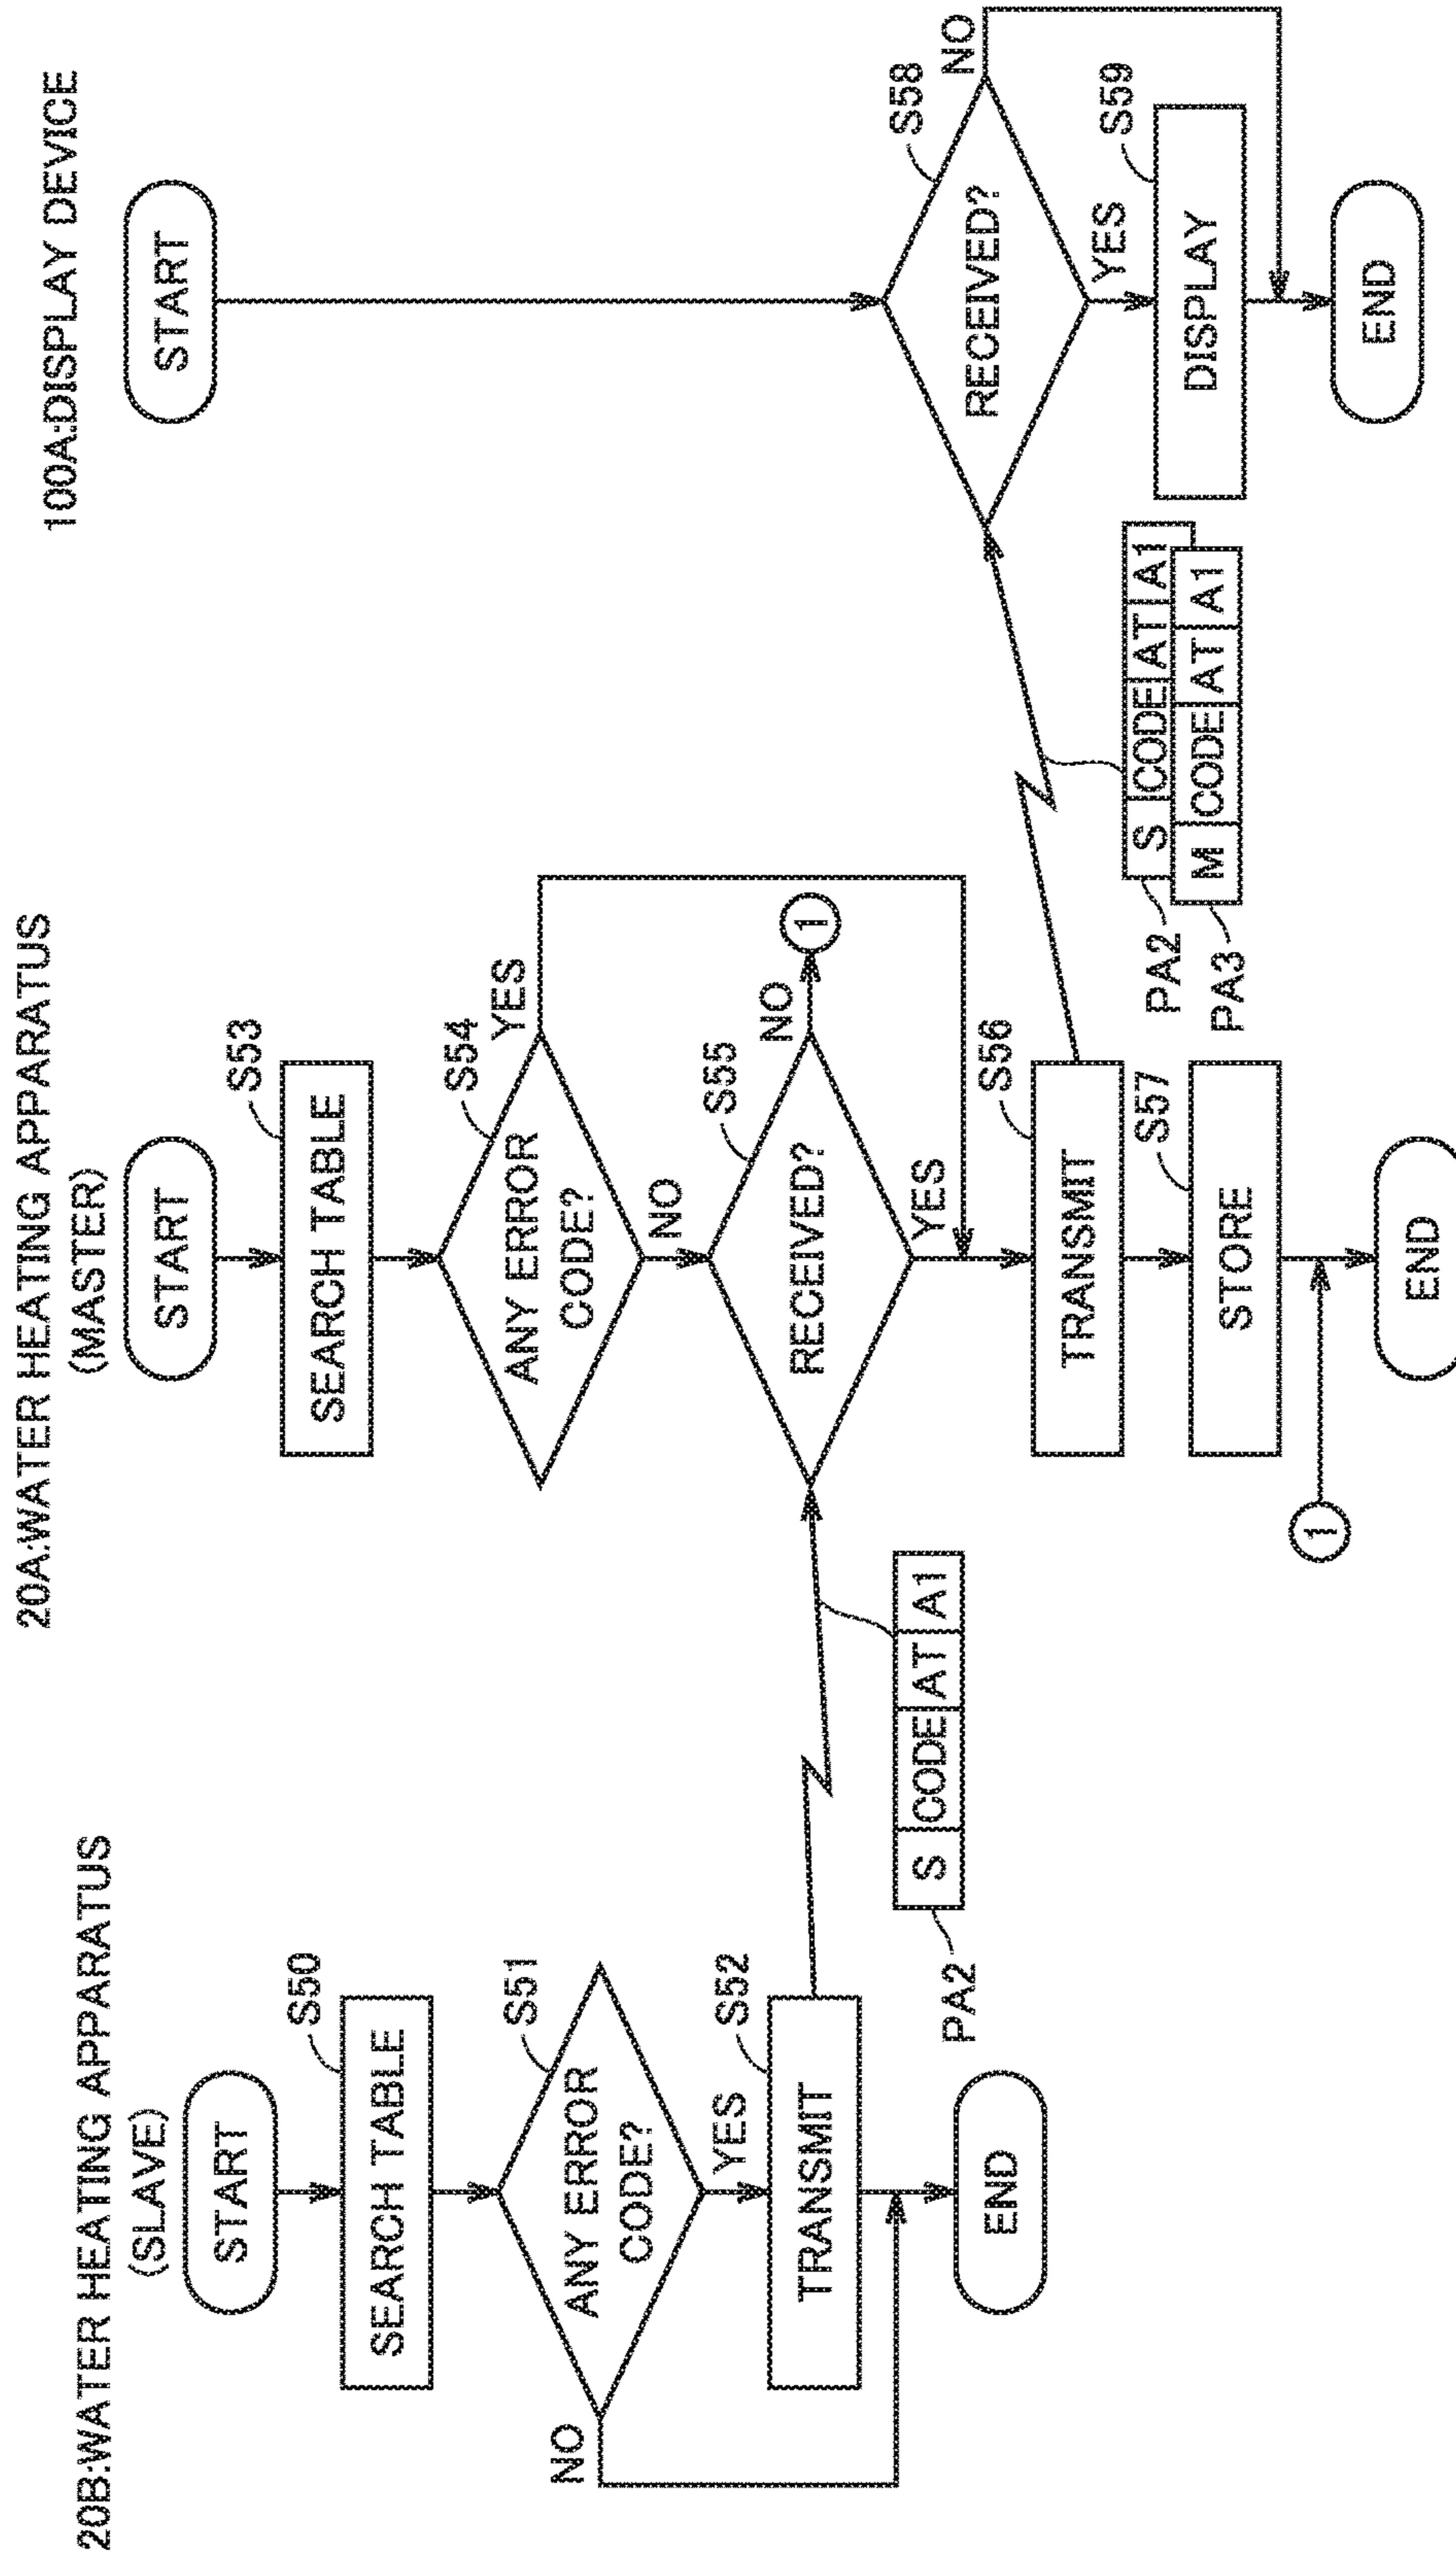 20B:WATER HEATING APPARATUS
(SLAVE)
START
S50
SEARCH TABLE
S51
ANY ERROR
CODE?
NO
YES
S52
TRANSMIT
END
PA2
S CODE AT A1
20A:WATER HEATING APPARATUS
(MASTER)
START
S53
SEARCH TABLE
S54
ANY ERROR
CODE?
YES
NO
S55
RECEIVED?
NO
1
YES
S56
TRANSMIT
S57
STORE
1
END
PA2
S CODE AT A1
PA3
M CODE AT A1
100A:DISPLAY DEVICE
START
S58
RECEIVED?
NO
YES
S59
DISPLAY
END